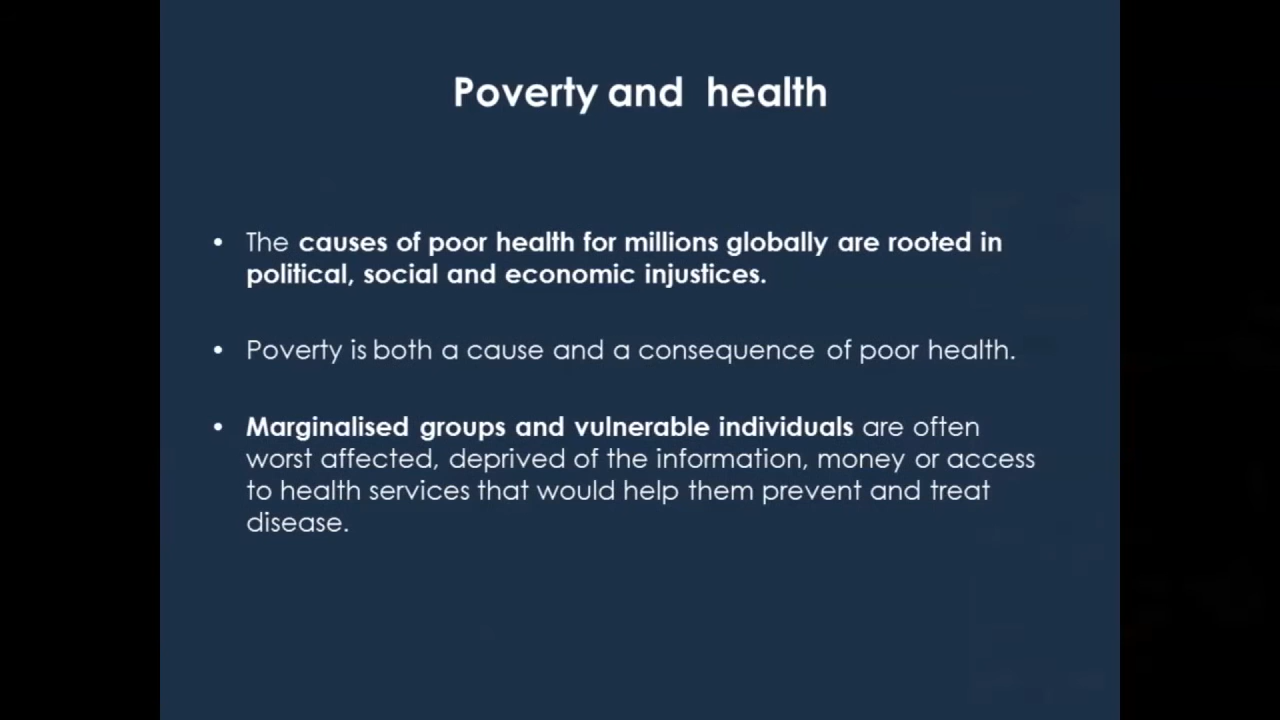 Poverty and health
• The causes of poor health for millions globally are rooted in
political, social and economic injustices.
• Poverty is both a cause and a consequence of poor health.
• Marginalised groups and vulnerable individuals are often
worst affected, deprived of the information, money or access
to health services that would help them prevent and treat
disease.